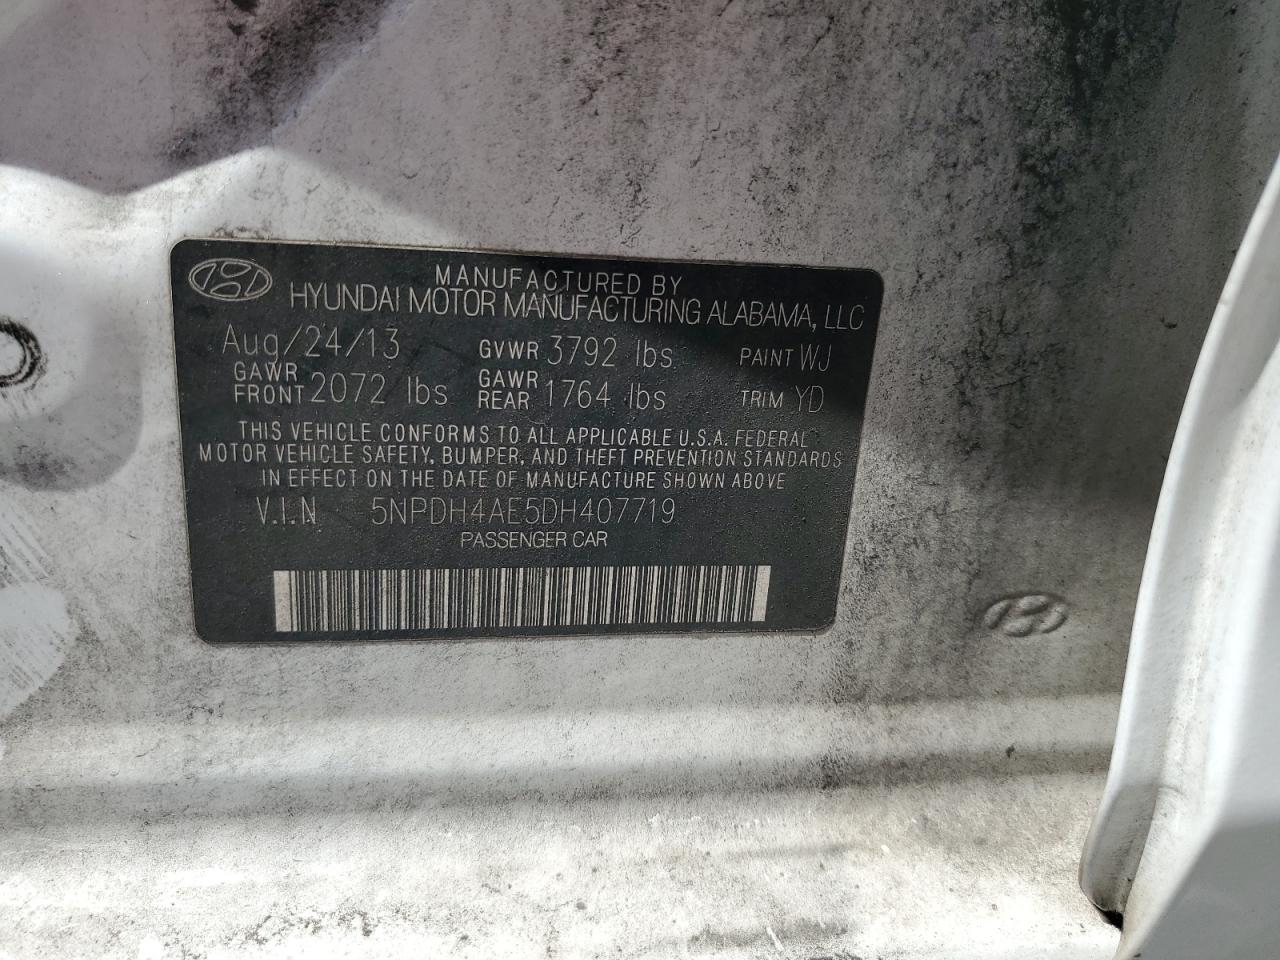 MANUFACTURED BY
HYUNDAI MOTOR MANUFACTURING ALABAMA, LLC
Aug/24/13 GVWR 3792 lbs PAINT WJ
GAWR FRONT 2072 lbs GAWR REAR 1764 lbs TRIM YD
THIS VEHICLE CONFORMS TO ALL APPLICABLE U.S.A. FEDERAL
MOTOR VEHICLE SAFETY, BUMPER, AND THEFT PREVENTION STANDARDS
IN EFFECT ON THE DATE OF MANUFACTURE SHOWN ABOVE
V.I.N 5NPDH4AE5DH407719
PASSENGER CAR